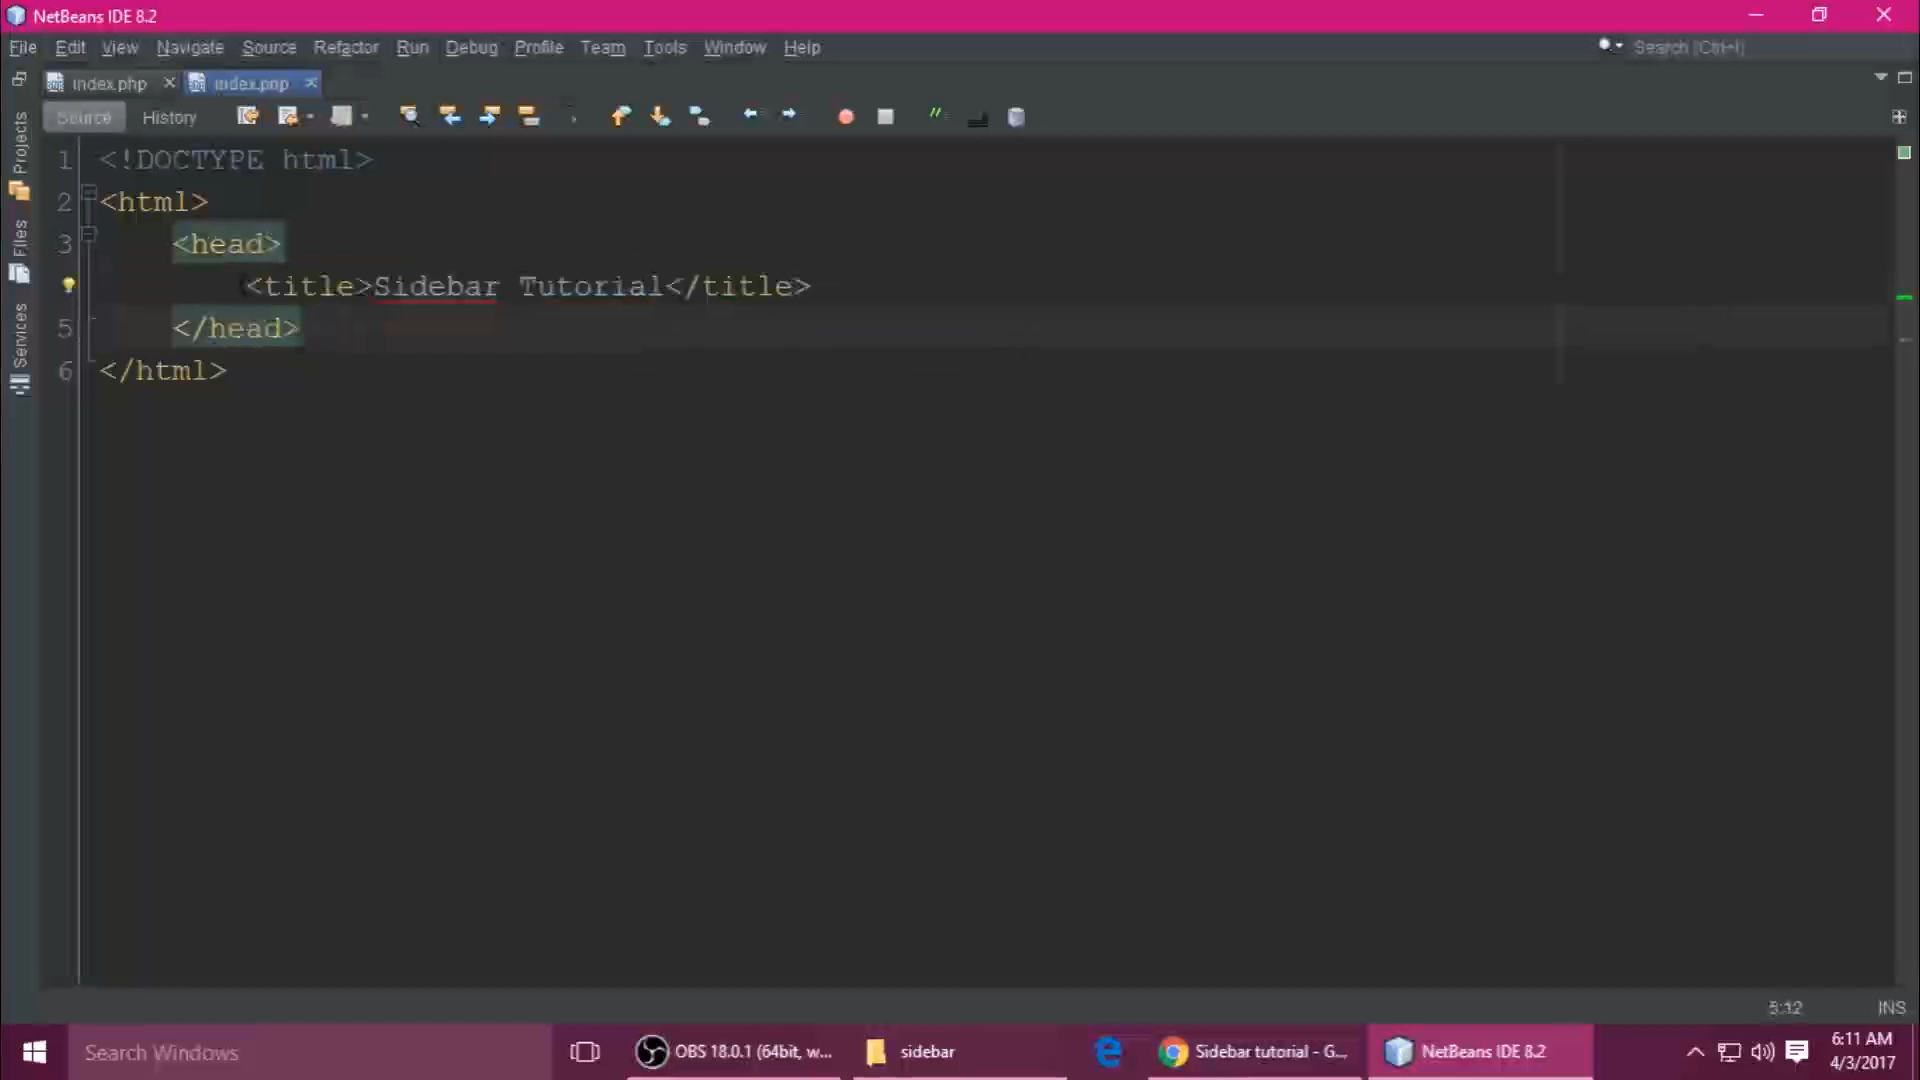 NetBeans IDE 8.2
File Edit View Navigate Source Refactor Run Debug Profile Team Tools Window Help
Search (Ctrl+I)
index.php
index.php
Source History
Projects
Files
Services
1 <!DOCTYPE html>
2 <html>
3 <head>
<title>Sidebar Tutorial</title>
5 </head>
6 </html>
5:12 INS
Search Windows
OBS 18.0.1 (64bit, w...
sidebar
Sidebar tutorial - G...
NetBeans IDE 8.2
6:11 AM
4/3/2017